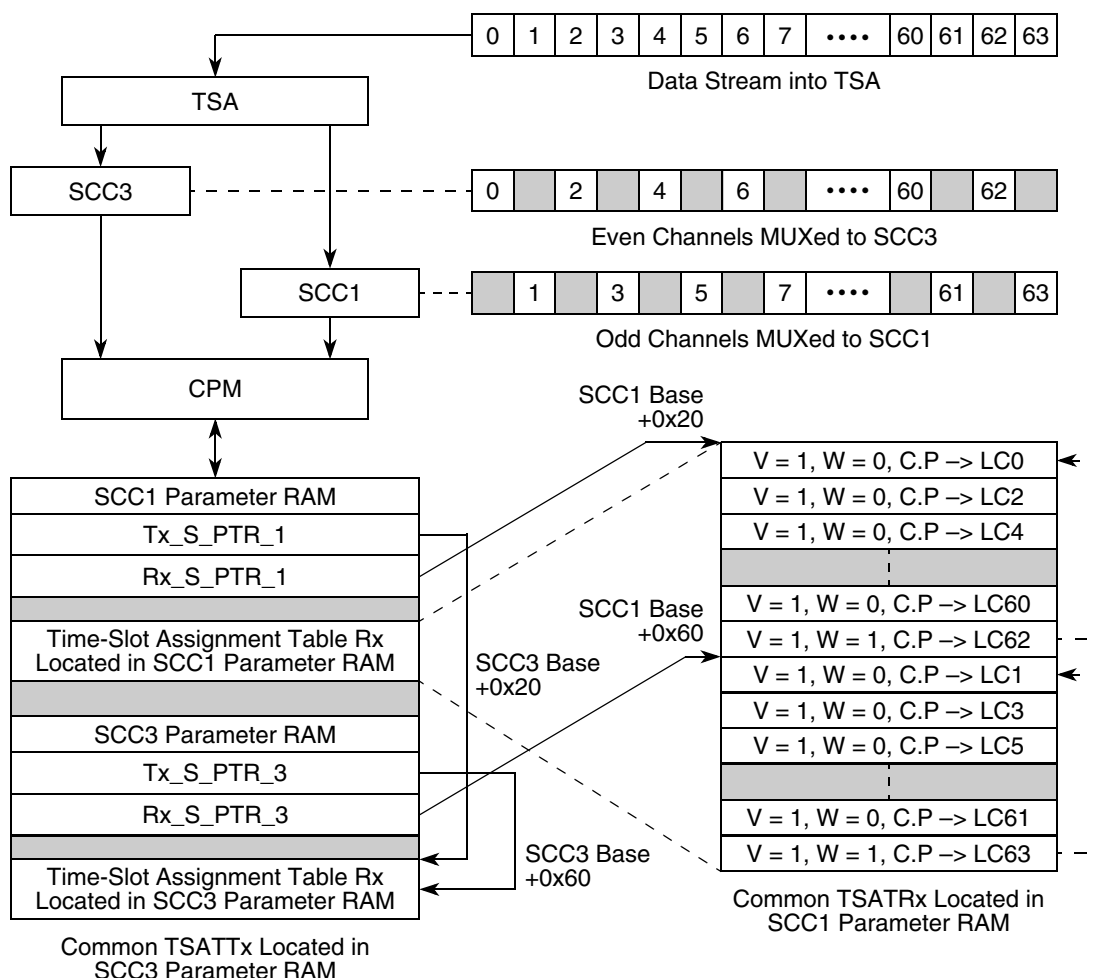 0 1 2 3 4 5 6 7 •••• 60 61 62 63
Data Stream into TSA
TSA
SCC3
0 2 4 6 •••• 60 62
Even Channels MUXed to SCC3
SCC1
1 3 5 7 •••• 61 63
Odd Channels MUXed to SCC1
CPM
SCC1 Base
+0x20
SCC1 Parameter RAM
Tx_S_PTR_1
Rx_S_PTR_1
Time-Slot Assignment Table Rx
Located in SCC1 Parameter RAM
SCC3 Parameter RAM
Tx_S_PTR_3
Rx_S_PTR_3
Time-Slot Assignment Table Rx
Located in SCC3 Parameter RAM
Common TSATTx Located in
SCC3 Parameter RAM
SCC3 Base
+0x20
SCC3 Base
+0x60
SCC1 Base
+0x60
V = 1, W = 0, C.P –> LC0
V = 1, W = 0, C.P –> LC2
V = 1, W = 0, C.P –> LC4
V = 1, W = 0, C.P –> LC60
V = 1, W = 1, C.P –> LC62
V = 1, W = 0, C.P –> LC1
V = 1, W = 0, C.P –> LC3
V = 1, W = 0, C.P –> LC5
V = 1, W = 0, C.P –> LC61
V = 1, W = 1, C.P –> LC63
Common TSATRx Located in
SCC1 Parameter RAM